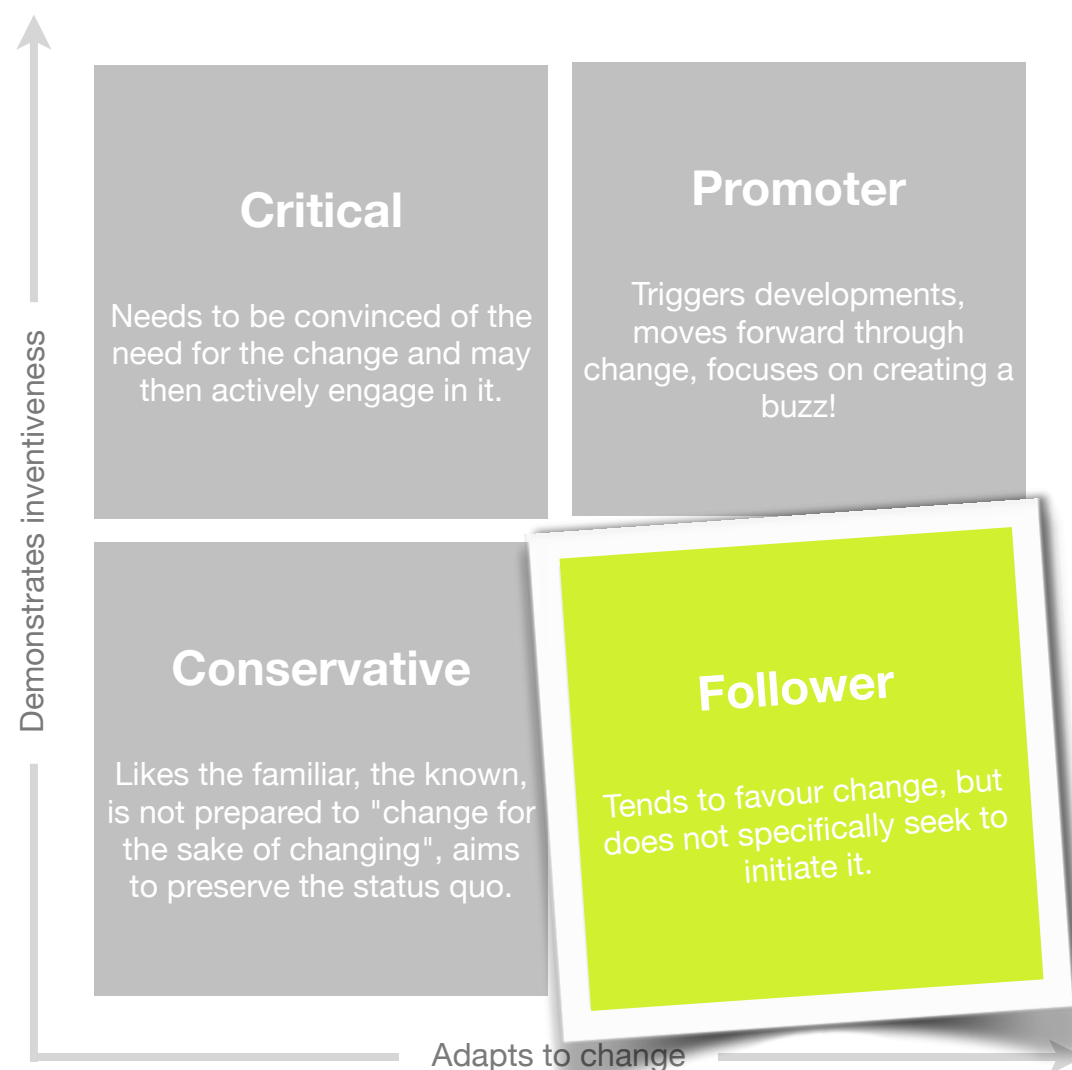 Demonstrates inventiveness
Critical
Needs to be convinced of the
need for the change and may
then actively engage in it.
Promoter
Triggers developments,
moves forward through
change, focuses on creating a
buzz!
Conservative
Likes the familiar, the known,
is not prepared to "change for
the sake of changing", aims
to preserve the status quo.
Follower
Tends to favour change, but
does not specifically seek to
initiate it.
Adapts to change